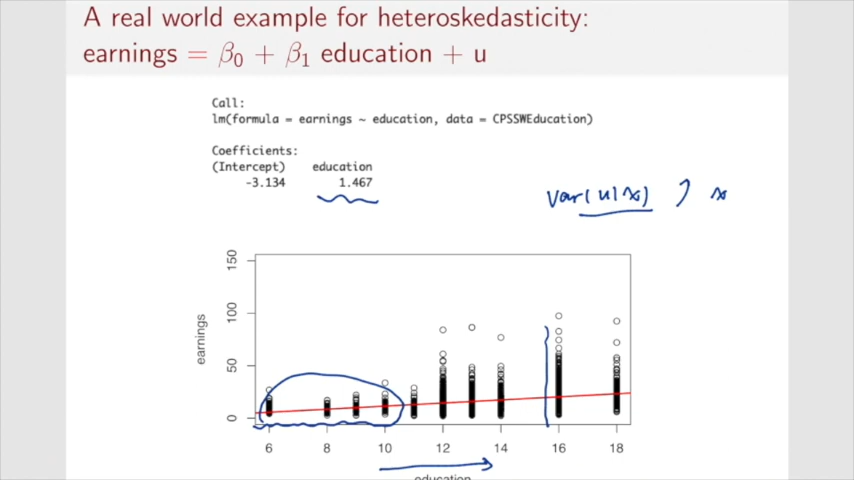 A real world example for heteroskedasticity:
earnings = β₀ + β₁ education + u
Call:
lm(formula = earnings ~ education, data = CPSSWEducation)
Coefficients:
(Intercept) education
-3.134 1.467
var(u|x) x
150
100
50
0
earnings
6 8 10 12 14 16 18
education